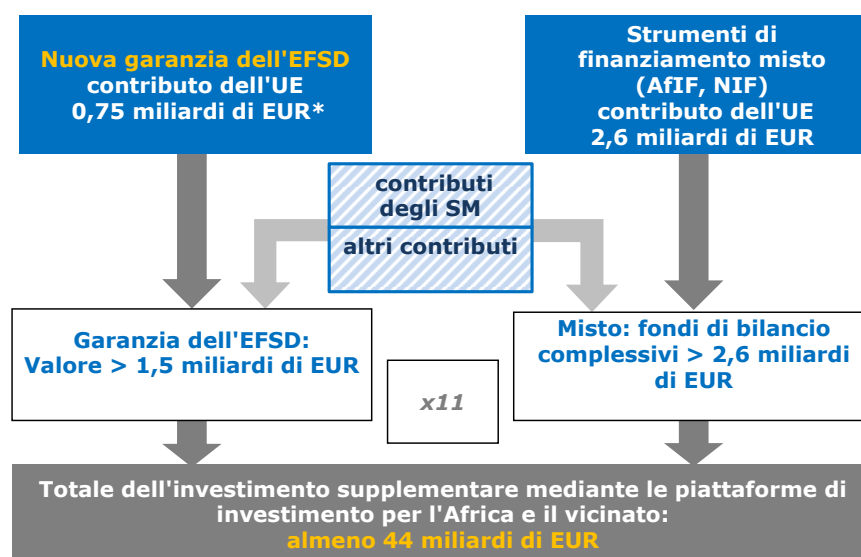 Nuova garanzia dell'EFSD
contributo dell'UE
0,75 miliardi di EUR*
Strumenti di
finanziamento misto
(AfIF, NIF)
contributo dell'UE
2,6 miliardi di EUR
contributi
degli SM
altri contributi
Garanzia dell'EFSD:
Valore > 1,5 miliardi di EUR
Misto: fondi di bilancio
complessivi > 2,6 miliardi
di EUR
x11
Totale dell'investimento supplementare mediante le piattaforme di
investimento per l'Africa e il vicinato:
almeno 44 miliardi di EUR